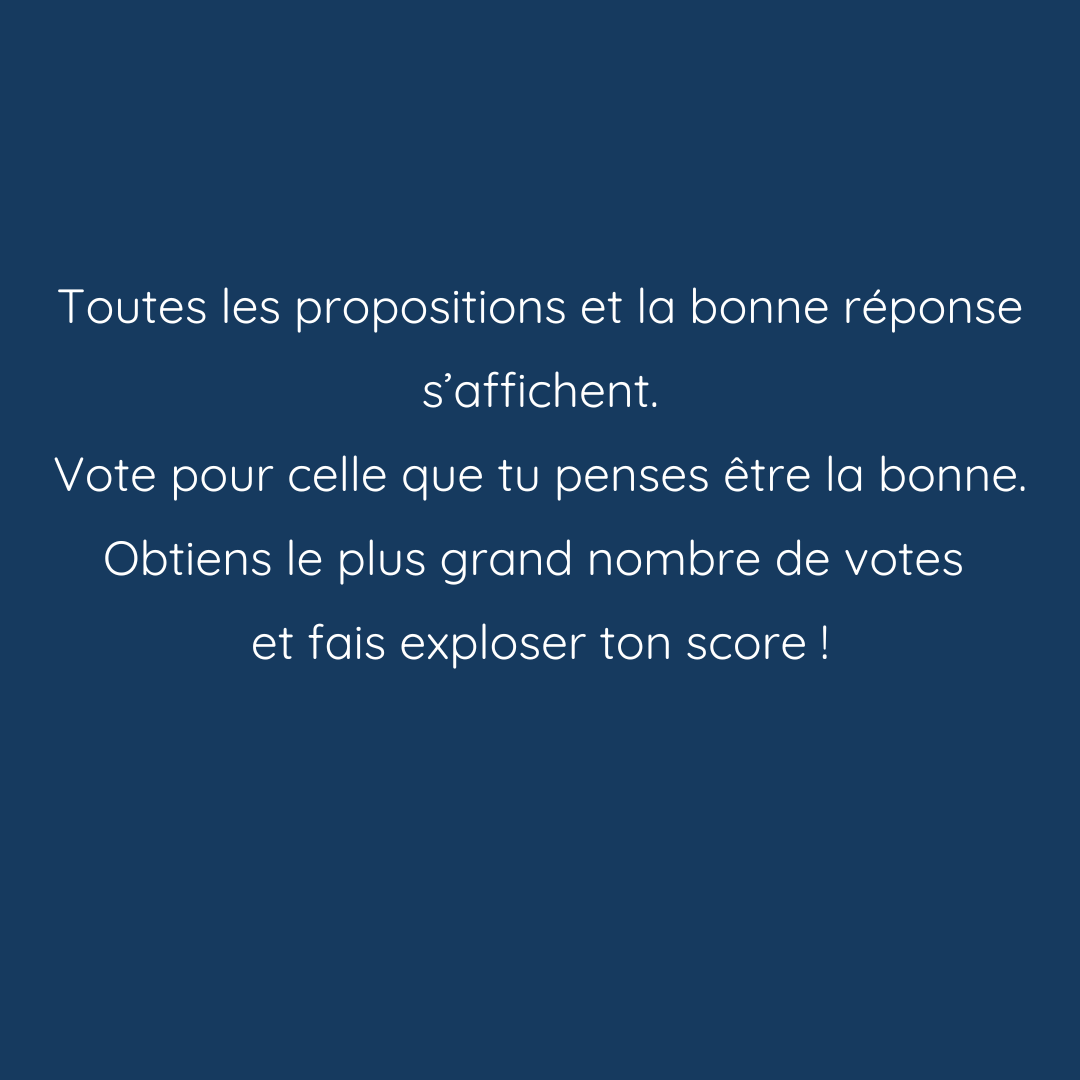 Toutes les propositions et la bonne réponse
s’affichent.
Vote pour celle que tu penses être la bonne.
Obtiens le plus grand nombre de votes
et fais exploser ton score !